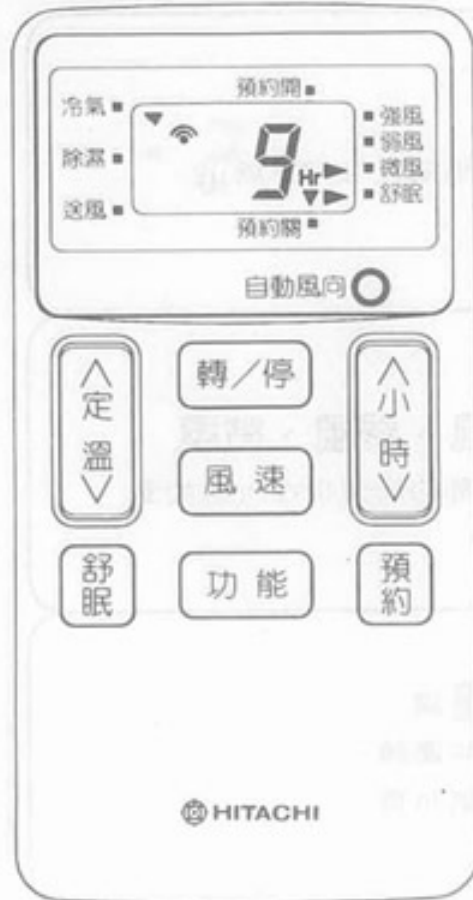 預約開
冷氣
強風
弱風
除濕
9Hr
微風
舒眠
送風
預約關
自動風向
定溫
轉／停
小時
風速
舒眠
功能
預約
HITACHI